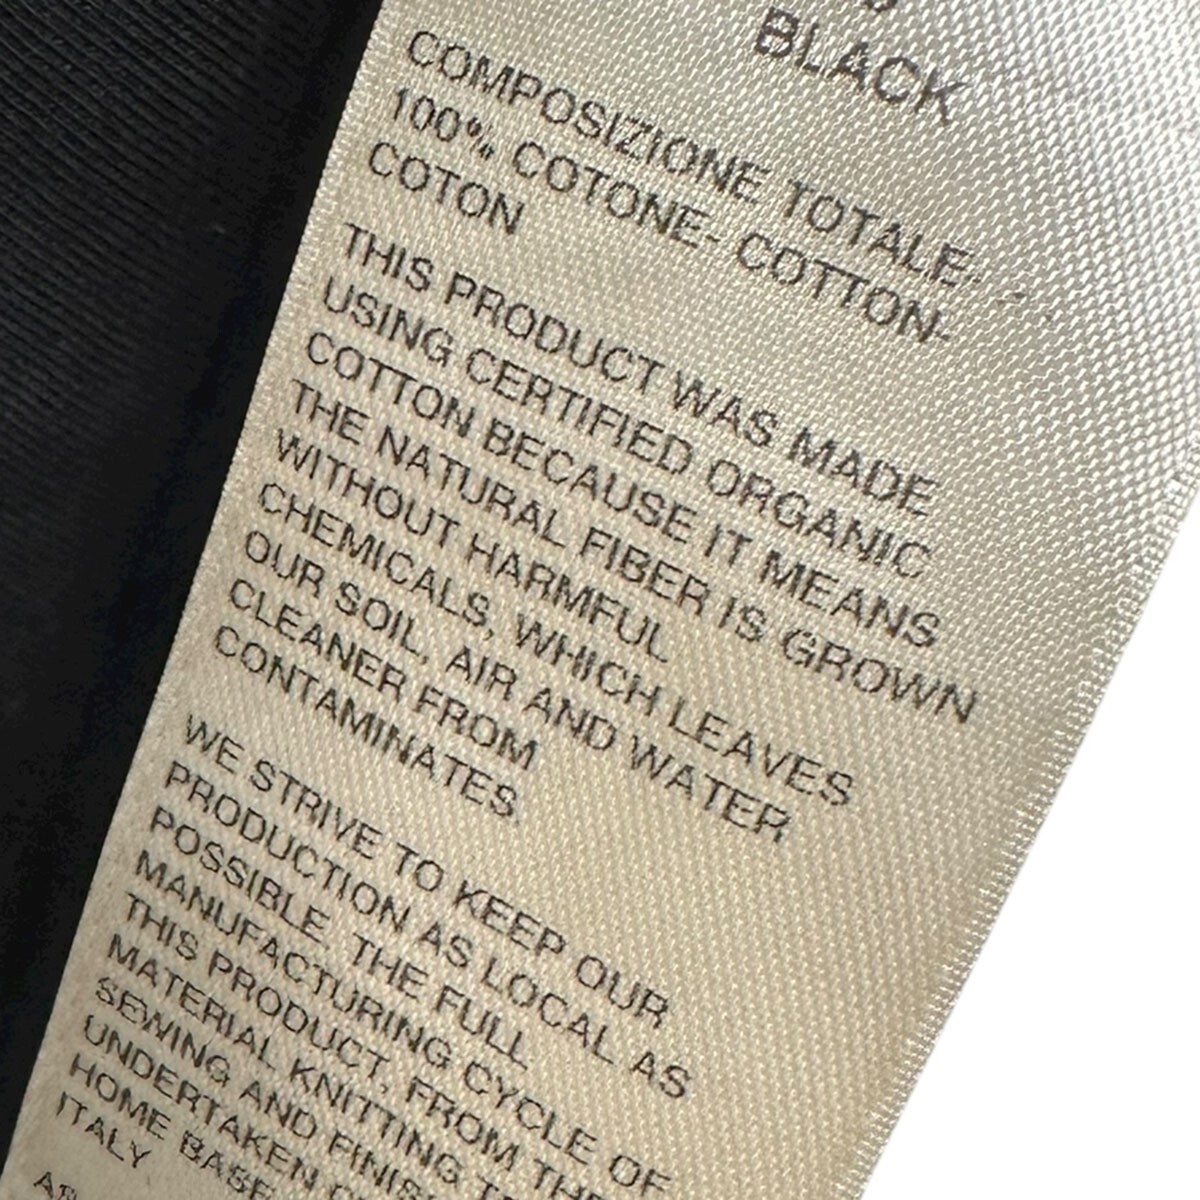 BLACK
COMPOSIZIONE TOTALE-
100% COTONE- COTTON-
COTON
THIS PRODUCT WAS MADE
USING CERTIFIED ORGANIC
COTTON BECAUSE IT MEANS
THE NATURAL FIBER IS GROWN
WITHOUT HARMFUL
CHEMICALS, WHICH LEAVES
OUR SOIL, AIR AND WATER
CLEANER FROM
CONTAMINATES
WE STRIVE TO KEEP OUR
PRODUCTION AS LOCAL AS
POSSIBLE. THE FULL
MANUFACTURING CYCLE OF
THIS PRODUCT, FROM THE
MATERIAL KNITTING
SEWING AND
UNDERTAKEN
HOME BASE
ITALY